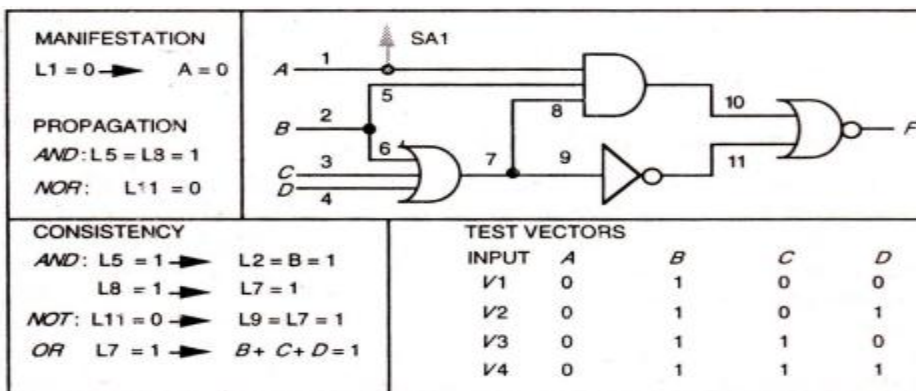 MANIFESTATION
L1 = 0 → A = 0
PROPAGATION
AND: L5 = L8 = 1
NOR: L11 = 0
SA1
A 1
5
8
B 2
10
F
6
C 3
7
9
11
D 4
CONSISTENCY
AND: L5 = 1 → L2 = B = 1
L8 = 1 → L7 = 1
NOT: L11 = 0 → L9 = L7 = 1
OR L7 = 1 → B + C + D = 1
TEST VECTORS
INPUT A B C D
V1 0 1 0 0
V2 0 1 0 1
V3 0 1 1 0
V4 0 1 1 1